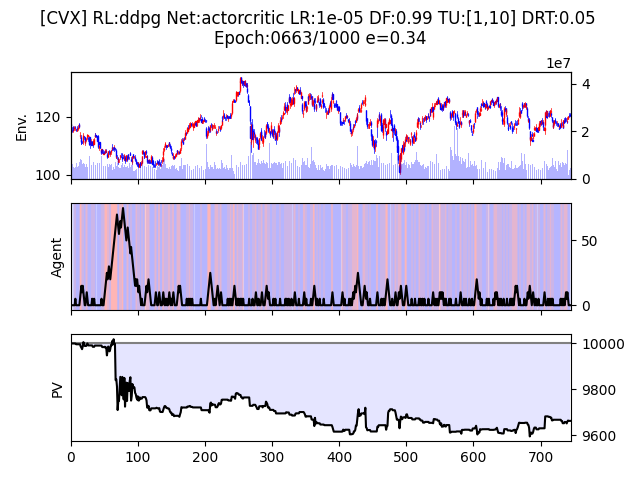 [CVX] RL:ddpg Net:actorcritic LR:1e-05 DF:0.99 TU:[1,10] DRT:0.05
Epoch:0663/1000 e=0.34
1e7
Env.
120
100
4
2
0
Agent
50
0
PV
10000
9800
9600
0 100 200 300 400 500 600 700